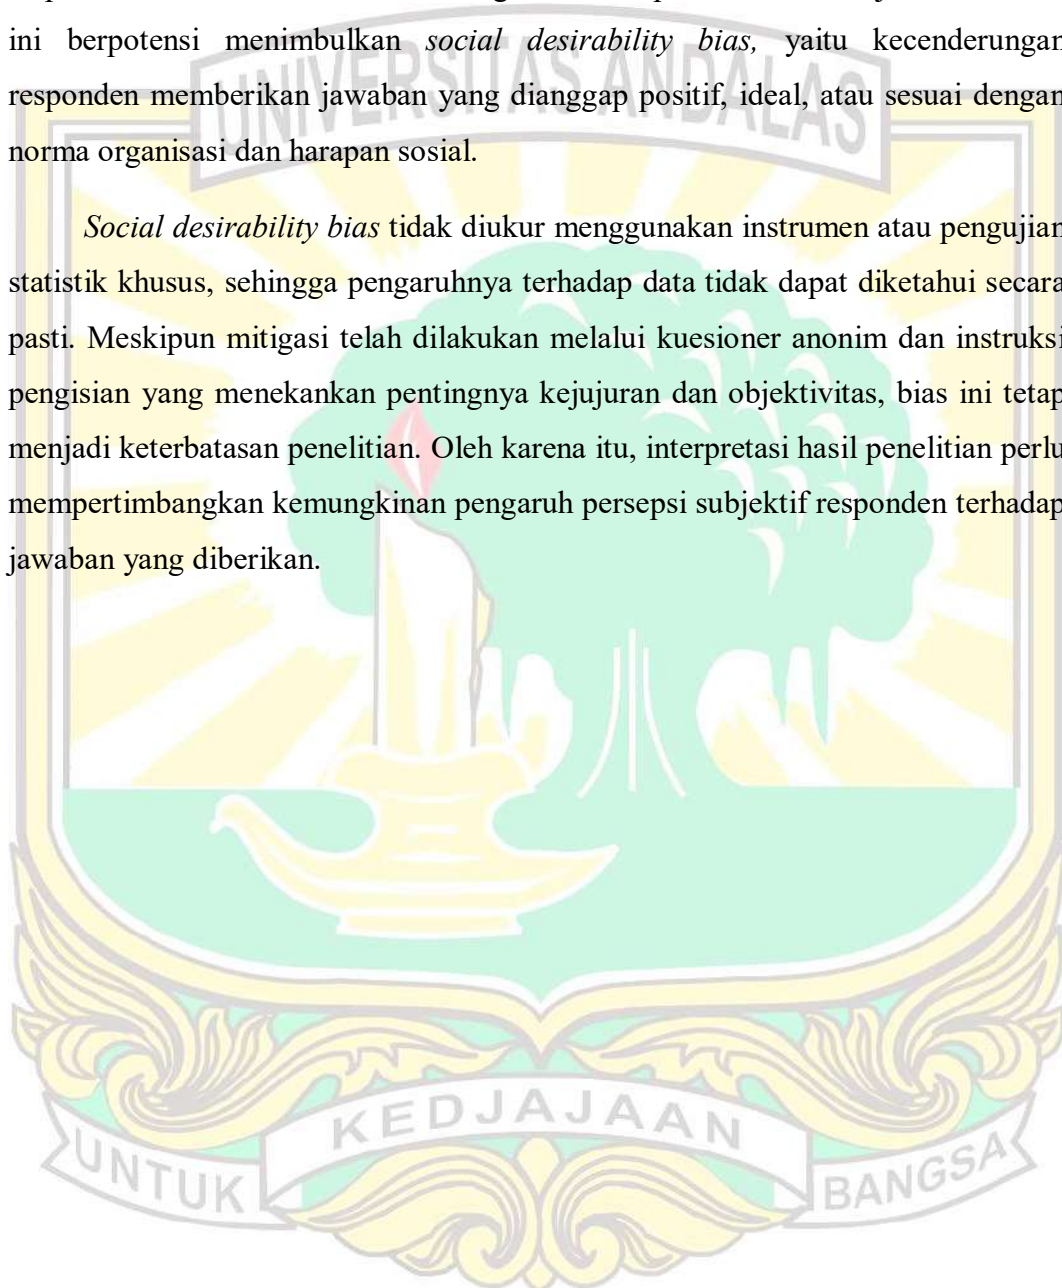 ini berpotensi menimbulkan social desirability bias, yaitu kecenderungan
responden memberikan jawaban yang dianggap positif, ideal, atau sesuai dengan
norma organisasi dan harapan sosial.
Social desirability bias tidak diukur menggunakan instrumen atau pengujian
statistik khusus, sehingga pengaruhnya terhadap data tidak dapat diketahui secara
pasti. Meskipun mitigasi telah dilakukan melalui kuesioner anonim dan instruksi
pengisian yang menekankan pentingnya kejujuran dan objektivitas, bias ini tetap
menjadi keterbatasan penelitian. Oleh karena itu, interpretasi hasil penelitian perlu
mempertimbangkan kemungkinan pengaruh persepsi subjektif responden terhadap
jawaban yang diberikan.
UNIVERSITAS ANDALAS
UNTUK KEDJAJAAN BANGSA